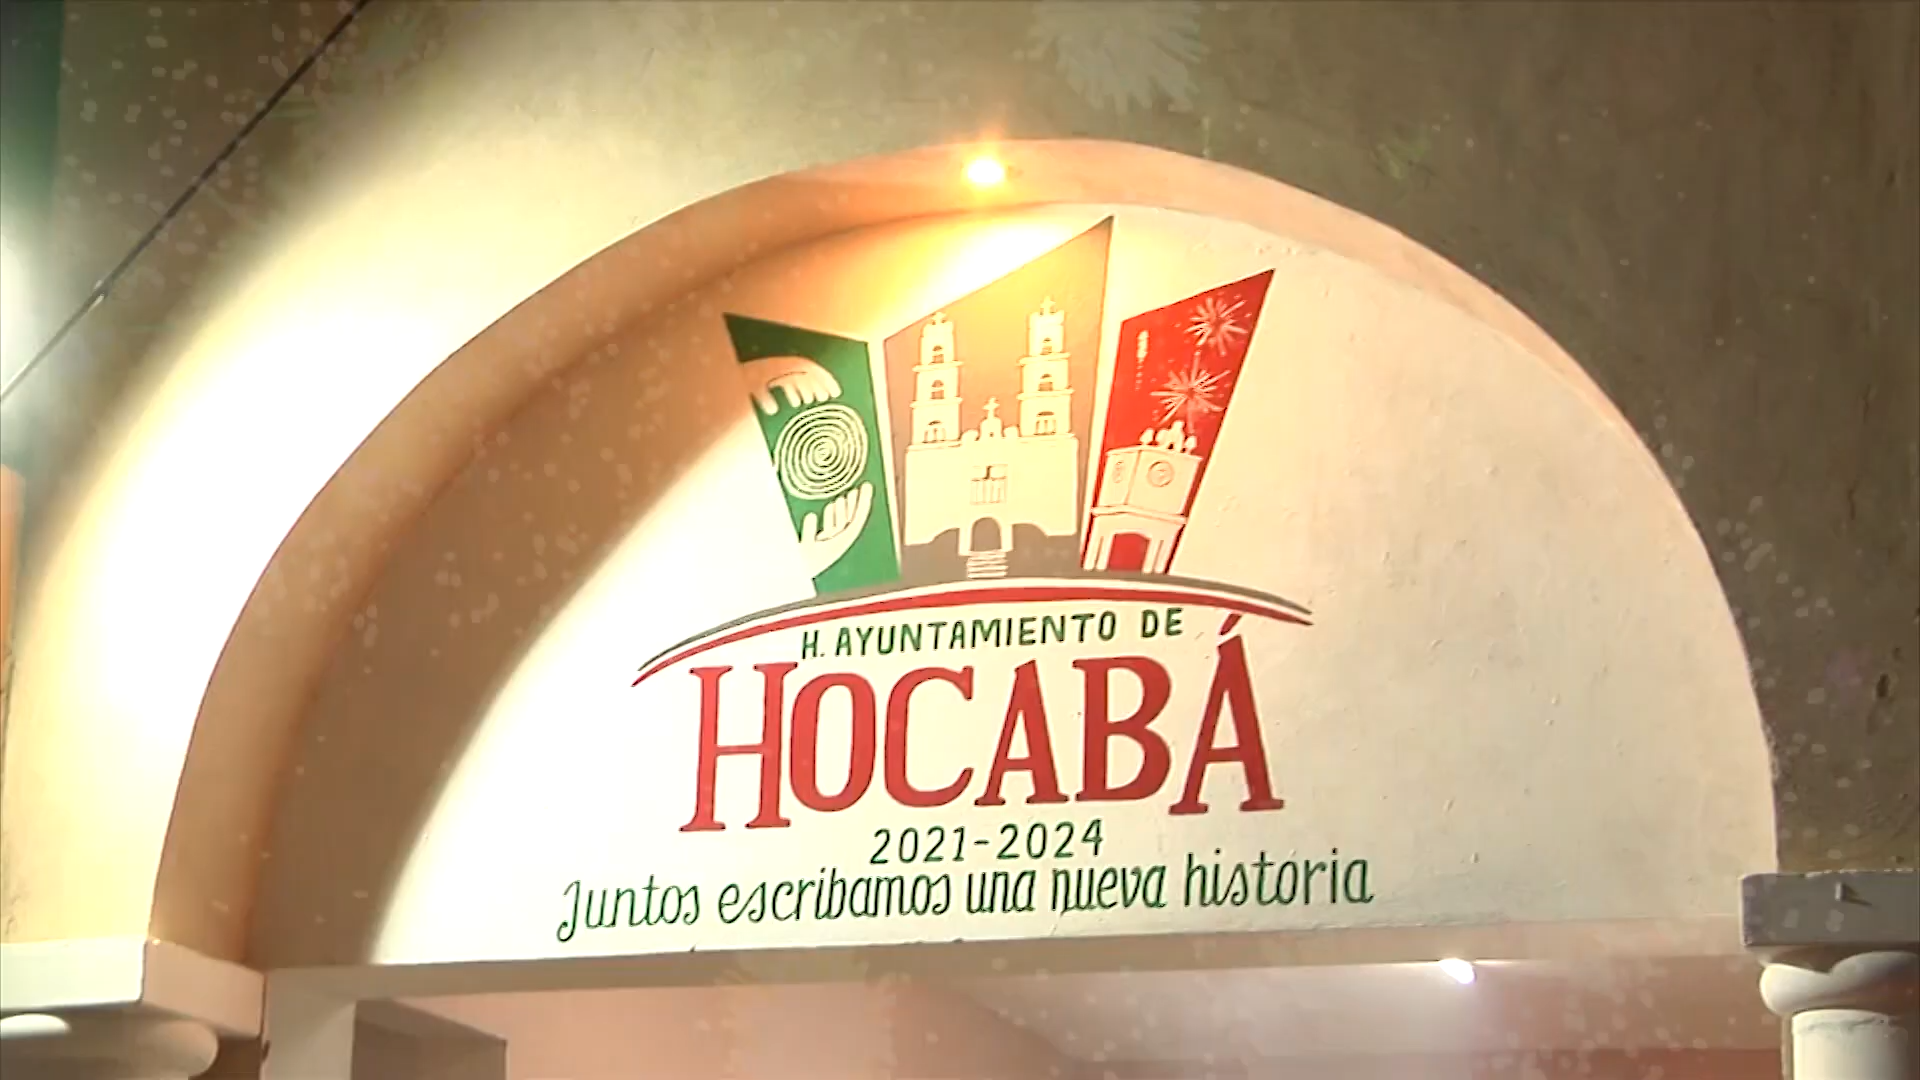 H. AYUNTAMIENTO DE
HOCABÁ
2021-2024
Juntos escribamos una nueva historia